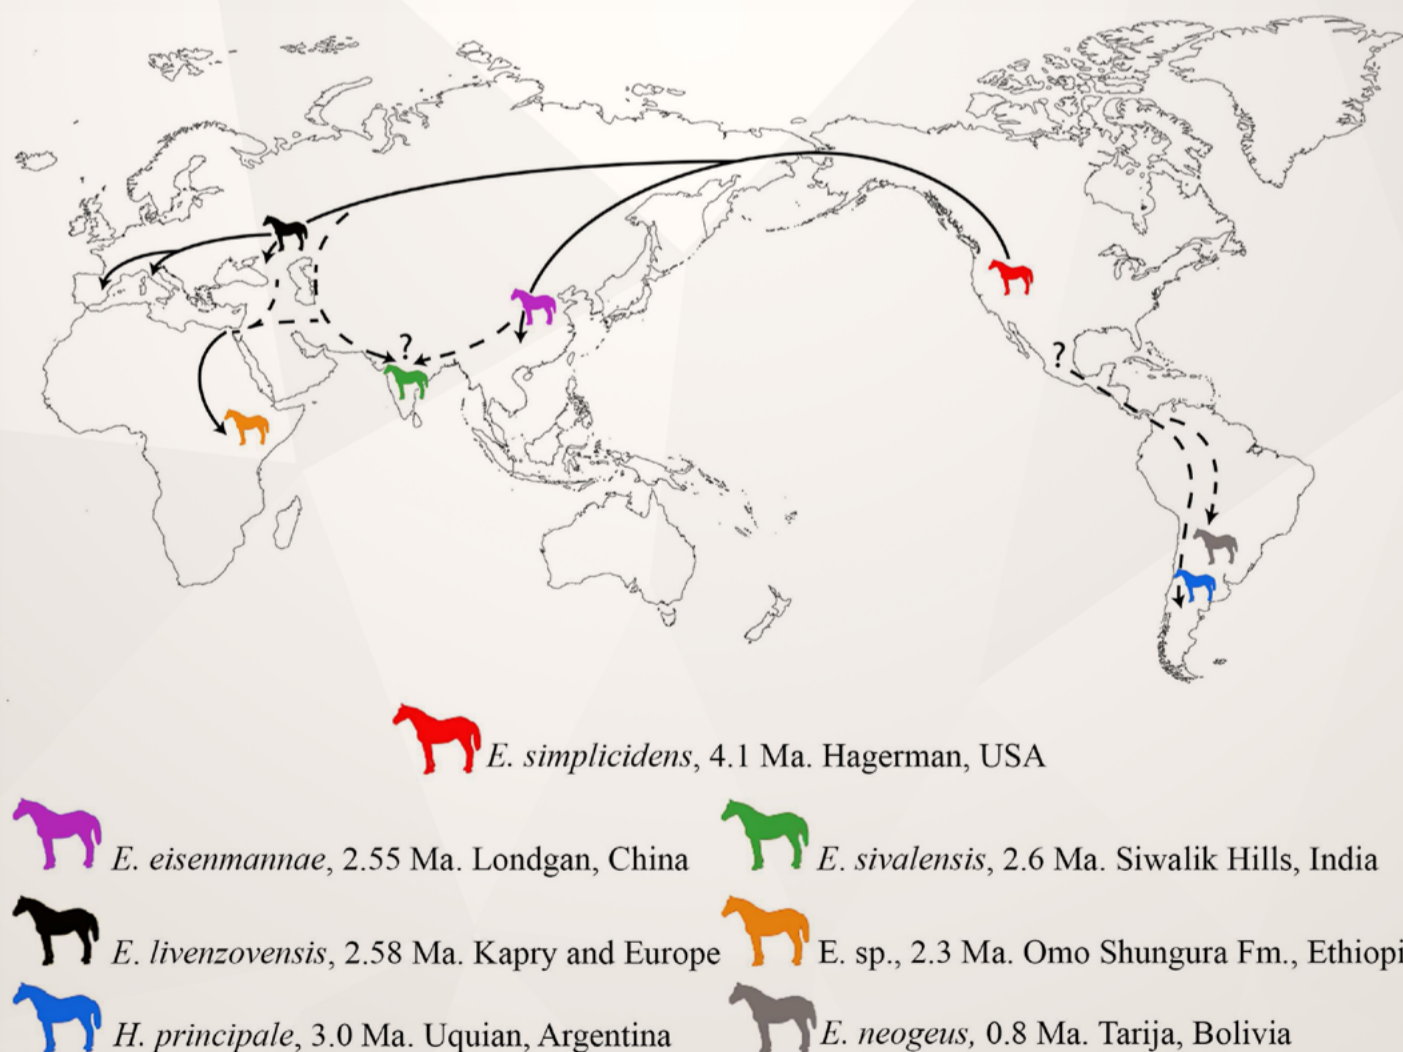 ?
?
E. simplicidens, 4.1 Ma. Hagerman, USA
E. eisenmannae, 2.55 Ma. Londgan, China
E. sivalensis, 2.6 Ma. Siwalik Hills, India
E. livenzovensis, 2.58 Ma. Kapry and Europe
E. sp., 2.3 Ma. Omo Shungura Fm., Ethiopi
H. principale, 3.0 Ma. Uquian, Argentina
E. neogeus, 0.8 Ma. Tarija, Bolivia